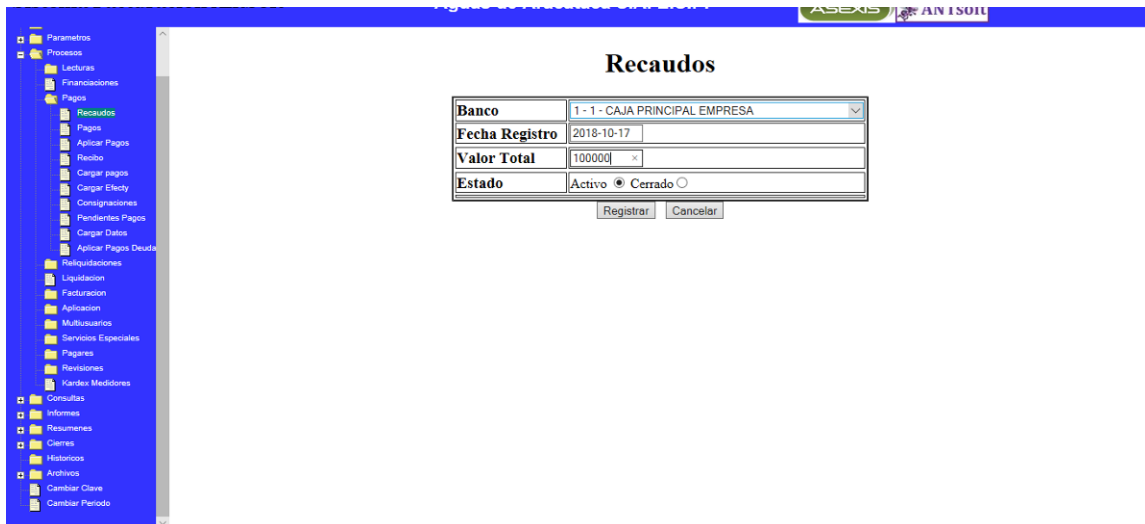 ASEXIS
ANTsoft
Parametros
Procesos
Lecturas
Financiaciones
Pagos
Recaudos
Pagos
Aplicar Pagos
Recibo
Cargar pagos
Cargar Efecty
Consignaciones
Pendientes Pagos
Cargar Datos
Aplicar Pagos Deuda
Reliquidaciones
Liquidacion
Facturacion
Aplicacion
Multiusuarios
Servicios Especiales
Pagares
Revisiones
Kardex Medidores
Consultas
Informes
Resumenes
Cierres
Historicos
Archivos
Cambiar Clave
Cambiar Periodo
Recaudos
Banco 1 - 1 - CAJA PRINCIPAL EMPRESA
Fecha Registro 2018-10-17
Valor Total 100000 ×
Estado Activo Cerrado
Registrar Cancelar